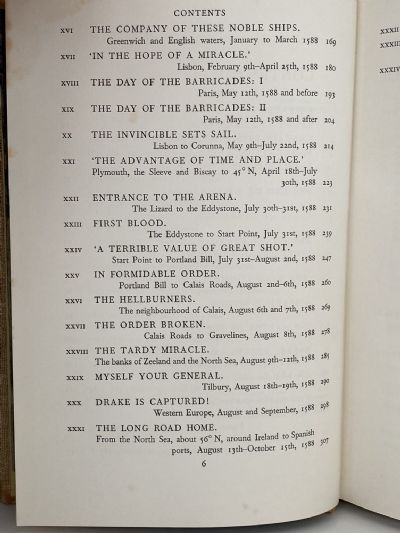 CONTENTS
XVI THE COMPANY OF THESE NOBLE SHIPS.
Greenwich and English waters, January to March 1588 169
XVII 'IN THE HOPE OF A MIRACLE.'
Lisbon, February 9th–April 25th, 1588 180
XVIII THE DAY OF THE BARRICADES: I
Paris, May 12th, 1588 and before 193
XIX THE DAY OF THE BARRICADES: II
Paris, May 12th, 1588 and after 204
XX THE INVINCIBLE SETS SAIL.
Lisbon to Corunna, May 9th–July 22nd, 1588 214
XXI 'THE ADVANTAGE OF TIME AND PLACE.'
Plymouth, the Sleeve and Biscay to 45° N, April 18th–July
30th, 1588 223
XXII ENTRANCE TO THE ARENA.
The Lizard to the Eddystone, July 30th–31st, 1588 231
XXIII FIRST BLOOD.
The Eddystone to Start Point, July 31st, 1588 239
XXIV 'A TERRIBLE VALUE OF GREAT SHOT.'
Start Point to Portland Bill, July 31st–August 2nd, 1588 247
XXV IN FORMIDABLE ORDER.
Portland Bill to Calais Roads, August 2nd–6th, 1588 260
XXVI THE HELLBURNERS.
The neighbourhood of Calais, August 6th and 7th, 1588 269
XXVII THE ORDER BROKEN.
Calais Roads to Gravelines, August 8th, 1588 278
XXVIII THE TARDY MIRACLE.
The banks of Zeeland and the North Sea, August 9th–12th, 1588 285
XXIX MYSELF YOUR GENERAL.
Tilbury, August 18th–19th, 1588 290
XXX DRAKE IS CAPTURED!
Western Europe, August and September, 1588 298
XXXI THE LONG ROAD HOME.
From the North Sea, about 56° N, around Ireland to Spanish
ports, August 13th–October 15th, 1588 307
6
XXXII
XXXIII
XXXIV